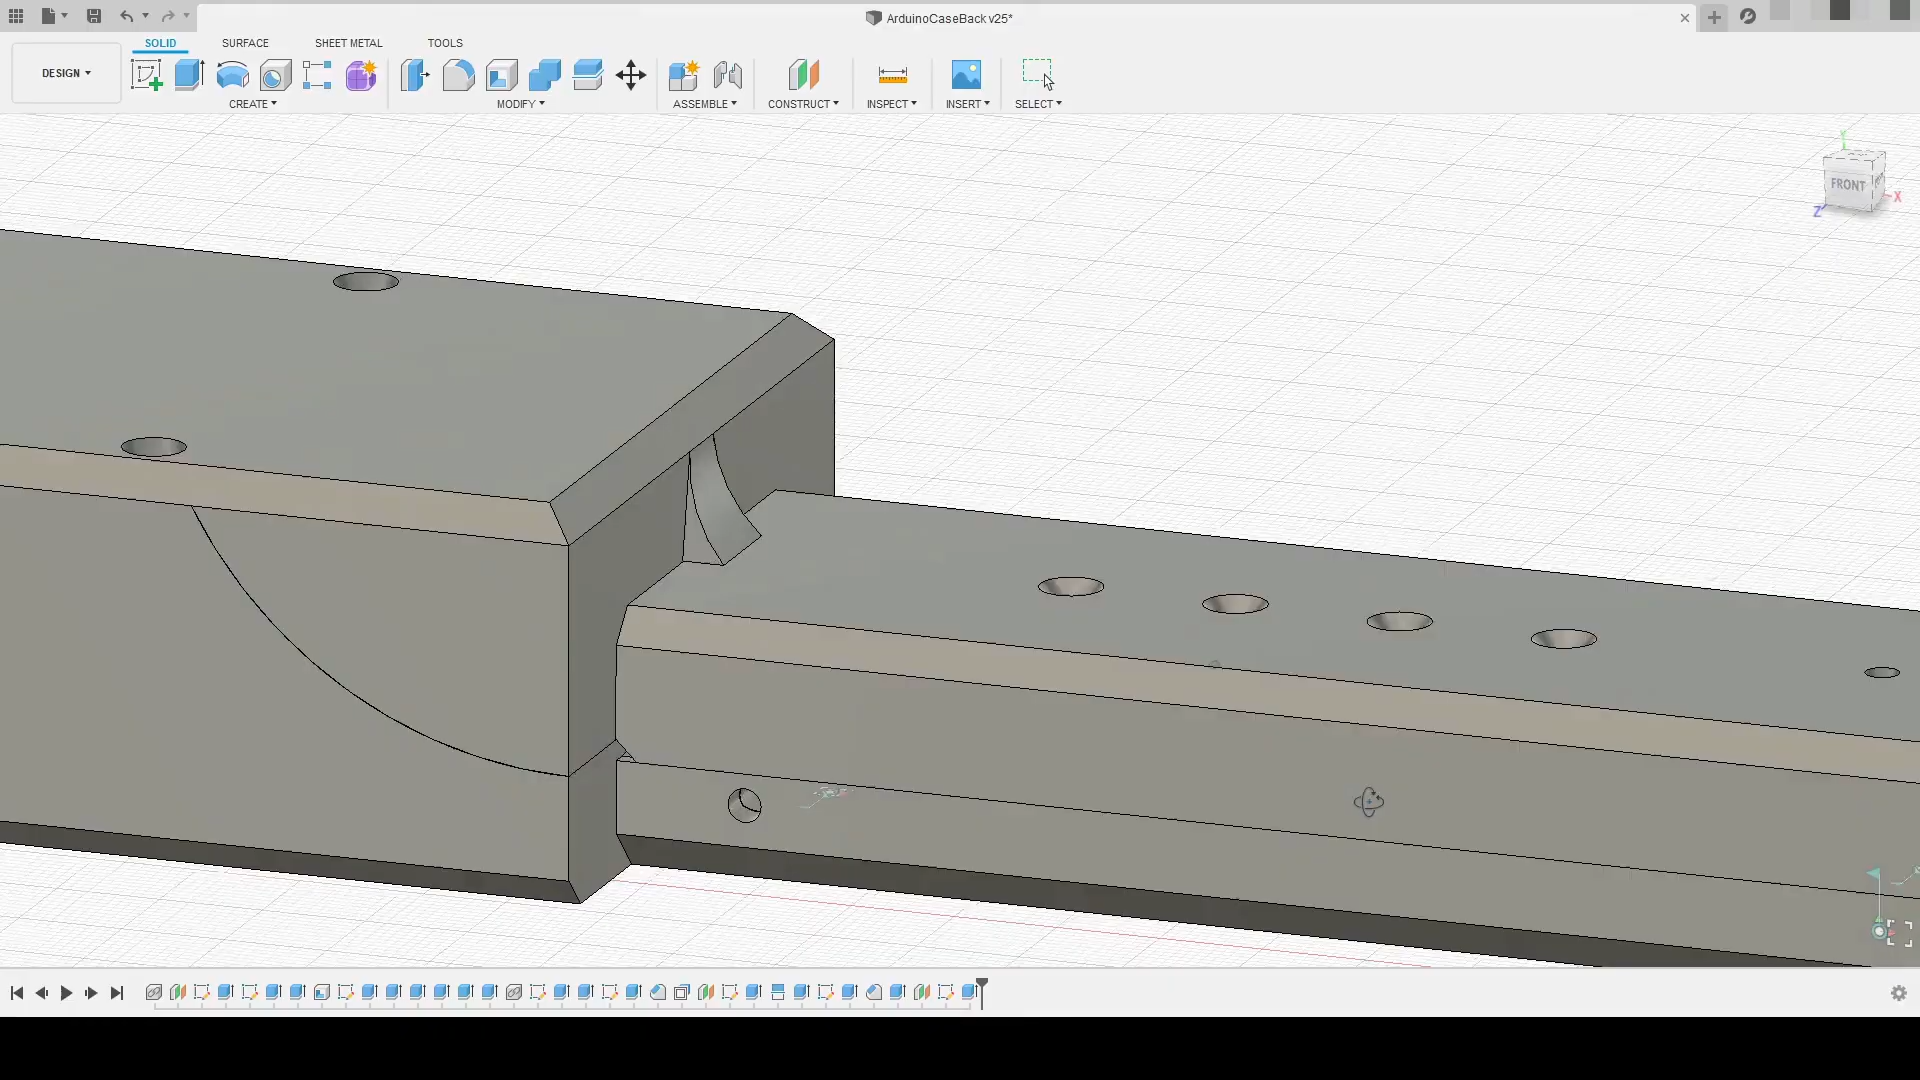 ArduinoCaseBack v25*
SOLID SURFACE SHEET METAL TOOLS
DESIGN
CREATE MODIFY ASSEMBLE CONSTRUCT INSPECT INSERT SELECT
Y
FRONT
X
Z